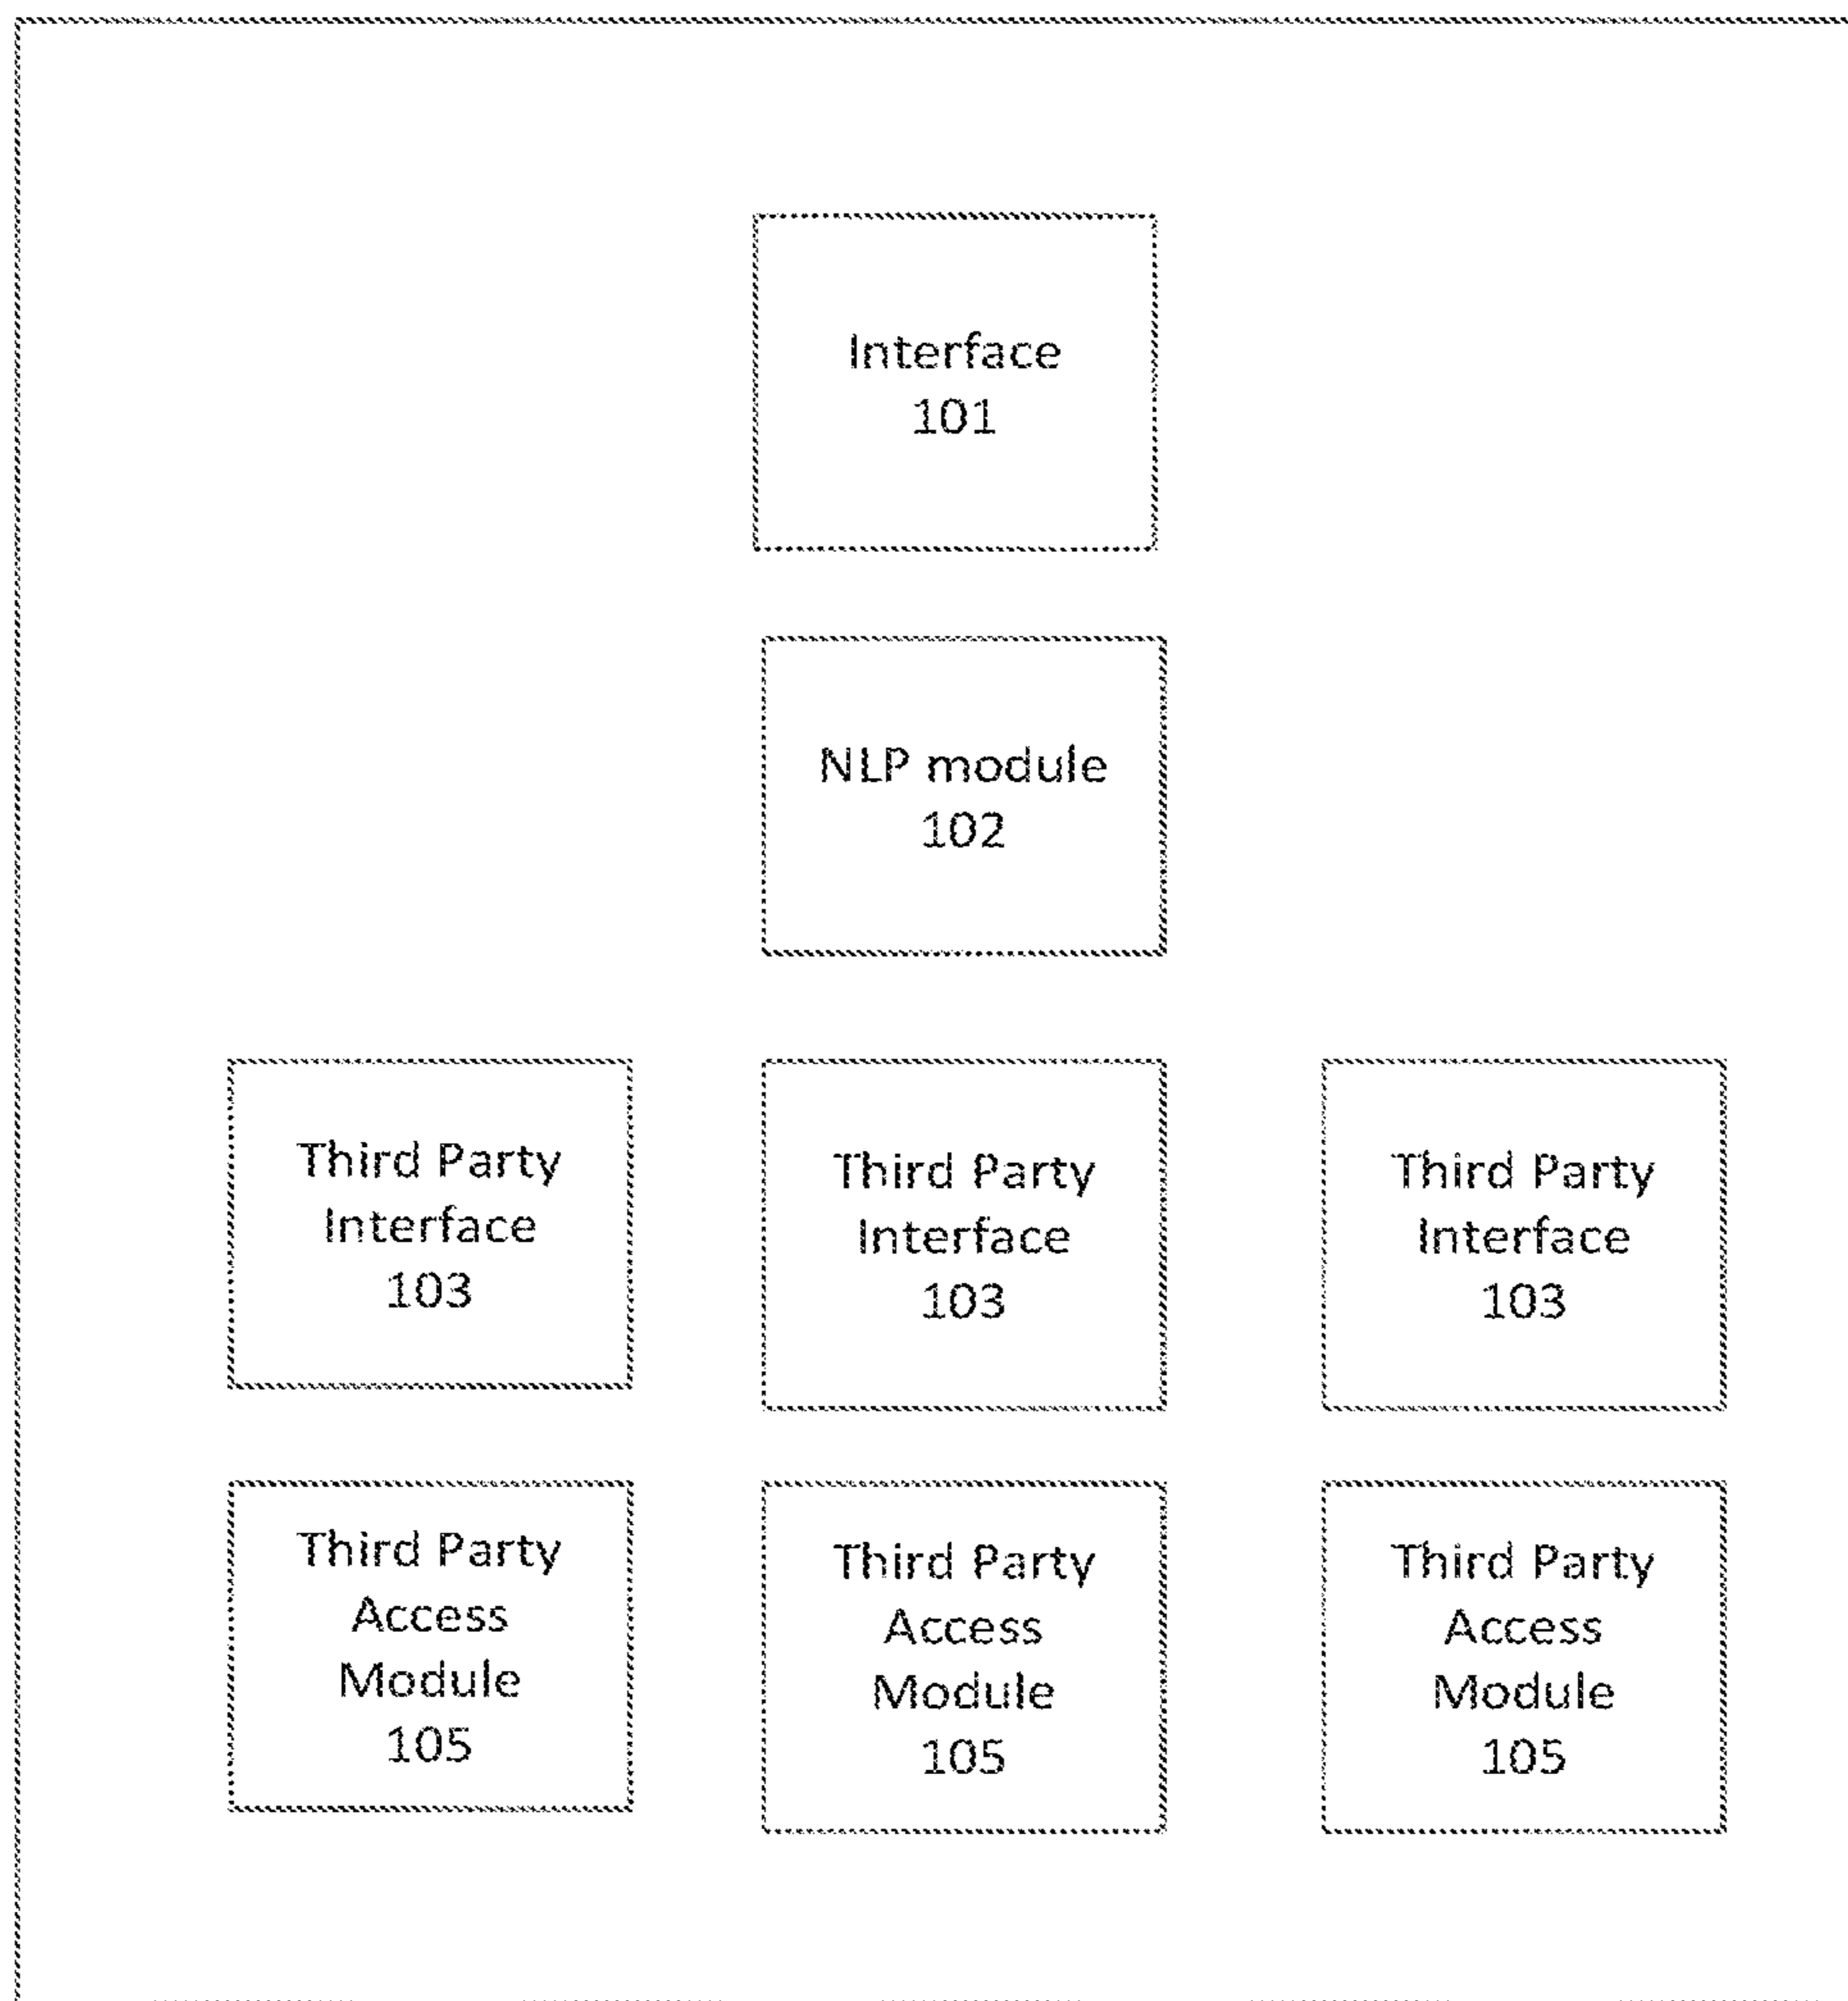 Interface
101
NLP module
102
Third Party
Interface
103
Third Party
Interface
103
Third Party
Interface
103
Third Party
Access
Module
105
Third Party
Access
Module
105
Third Party
Access
Module
105